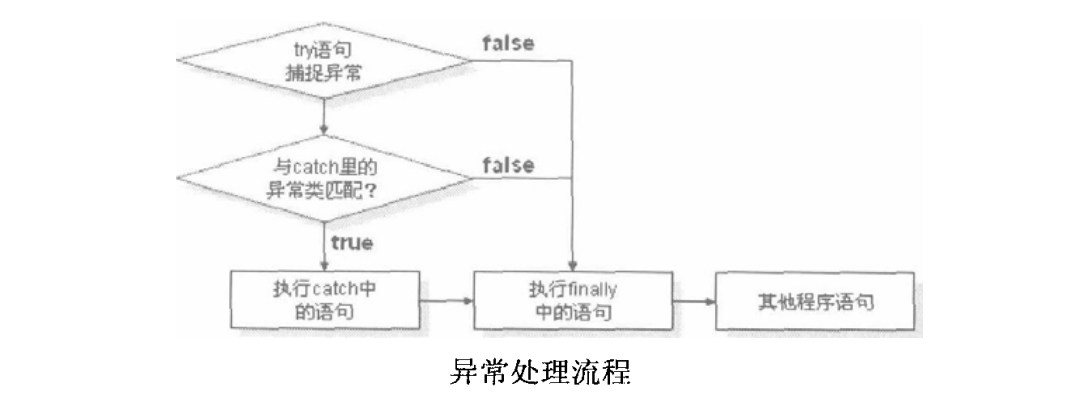 try语句
捕捉异常
false
与catch里的
异常类匹配?
false
true
执行catch中
的语句
执行finally
中的语句
其他程序语句
异常处理流程